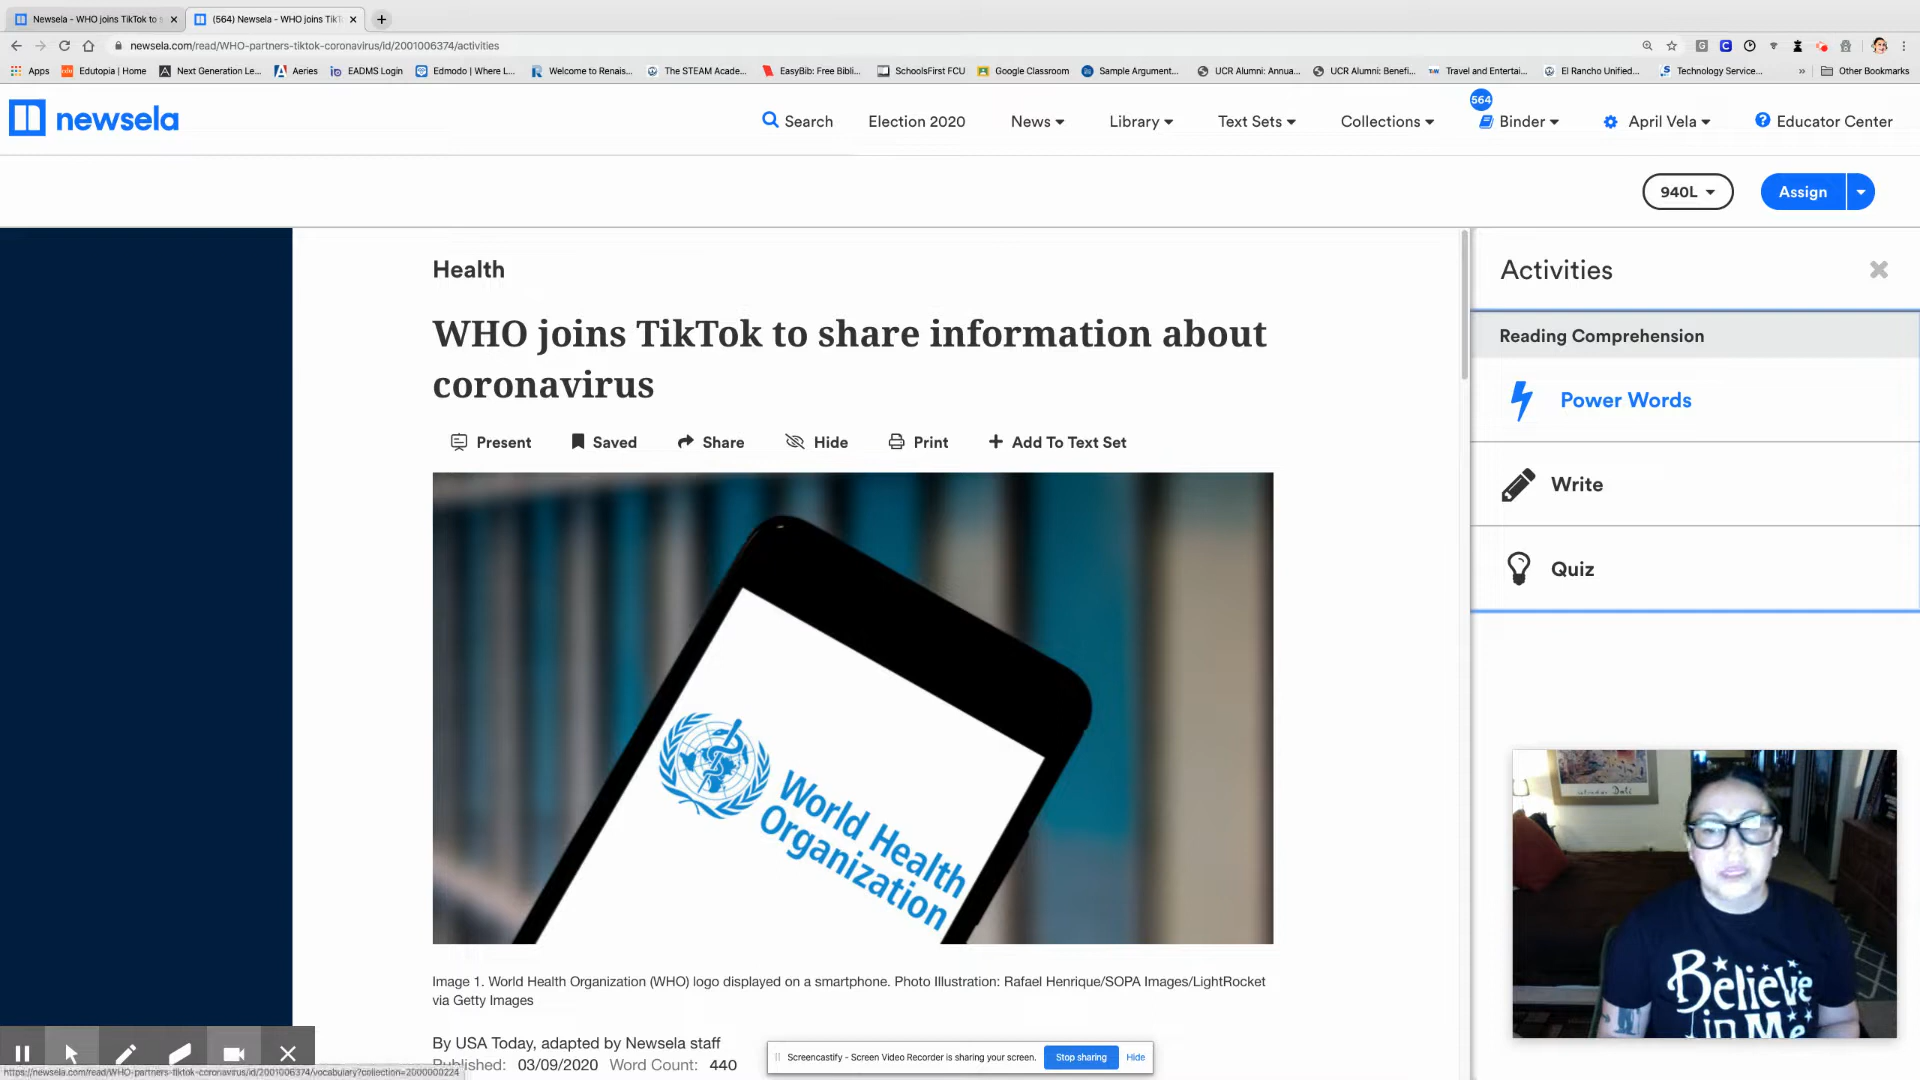 Newsela - WHO joins TikTok to s
(564) Newsela - WHO joins TikT
newsela.com/read/WHO-partners-tiktok-coronavirus/id/2001006374/activities
Apps
Edutopia | Home
Next Generation Le...
Aeries
EADMS Login
Edmodo | Where L...
Welcome to Renais...
The STEAM Acade...
EasyBib: Free Bibli...
SchoolsFirst FCU
Google Classroom
Sample Argument...
UCR Alumni: Annua...
UCR Alumni: Benefi...
Travel and Entertai...
El Rancho Unified...
Technology Service...
Other Bookmarks
newsela
Search
Election 2020
News
Library
Text Sets
Collections
564
Binder
April Vela
Educator Center
940L
Assign
Health
WHO joins TikTok to share information about
coronavirus
Present
Saved
Share
Hide
Print
Add To Text Set
World Health
Organization
Image 1. World Health Organization (WHO) logo displayed on a smartphone. Photo Illustration: Rafael Henrique/SOPA Images/LightRocket
via Getty Images
By USA Today, adapted by Newsela staff
Published: 03/09/2020 Word Count: 440
Activities
Reading Comprehension
Power Words
Write
Quiz
Believe
in Me
Screencastify - Screen Video Recorder is sharing your screen.
Stop sharing
Hide
https://newsela.com/read/WHO-partners-tiktok-coronavirus/id/2001006374/vocabulary?collection=2000000224